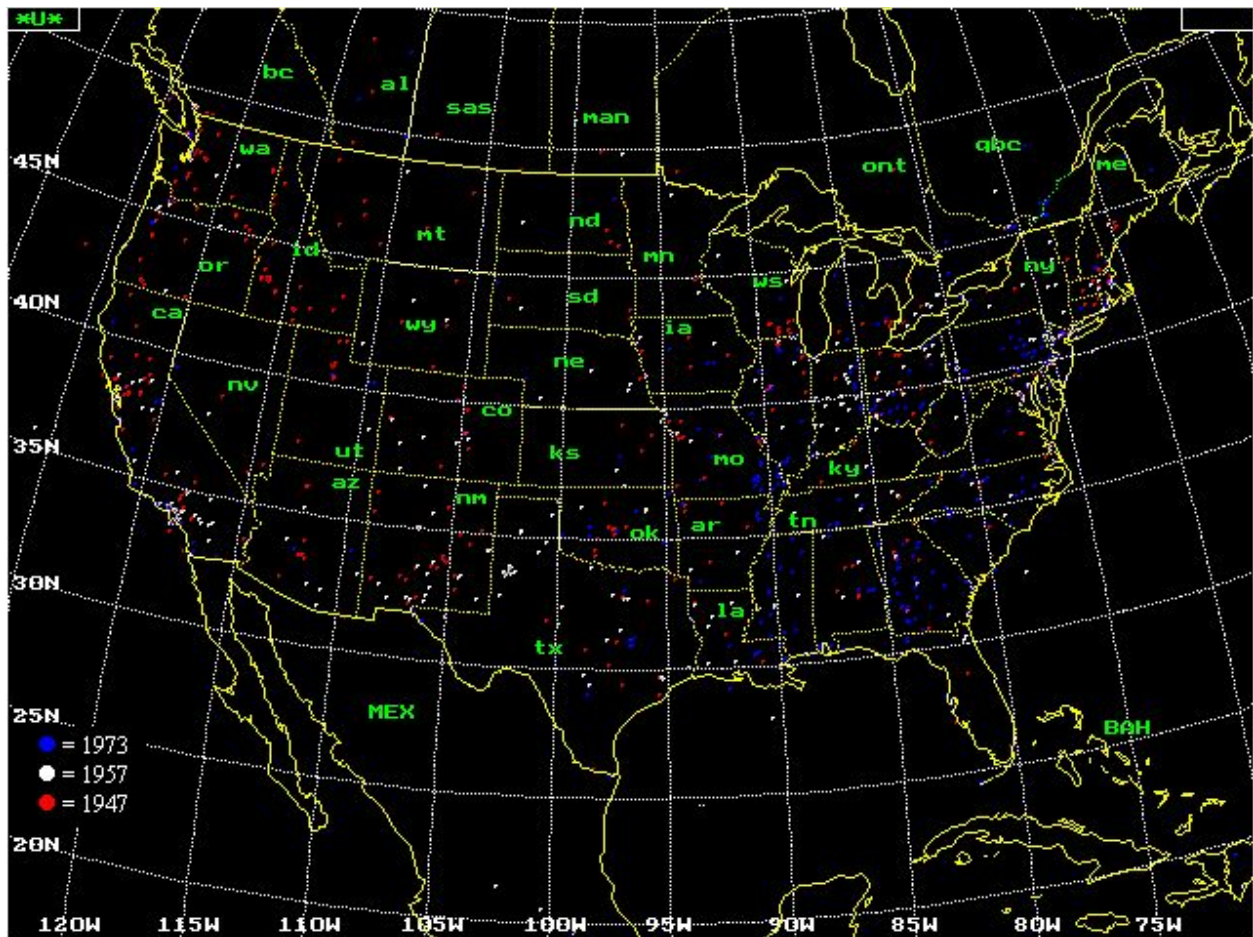 *U*
bc
al
sas
man
ont
qbc
me
wa
45N
nd
mt
mn
id
or
ny
ws
sd
40N
ca
wy
ia
ne
nv
co
35N
ut
ks
mo
ky
az
nm
ok
ar
tn
30N
la
tx
25N
MEX
BAH
= 1973
= 1957
= 1947
20N
120W 115W 110W 105W 100W 95W 90W 85W 80W 75W